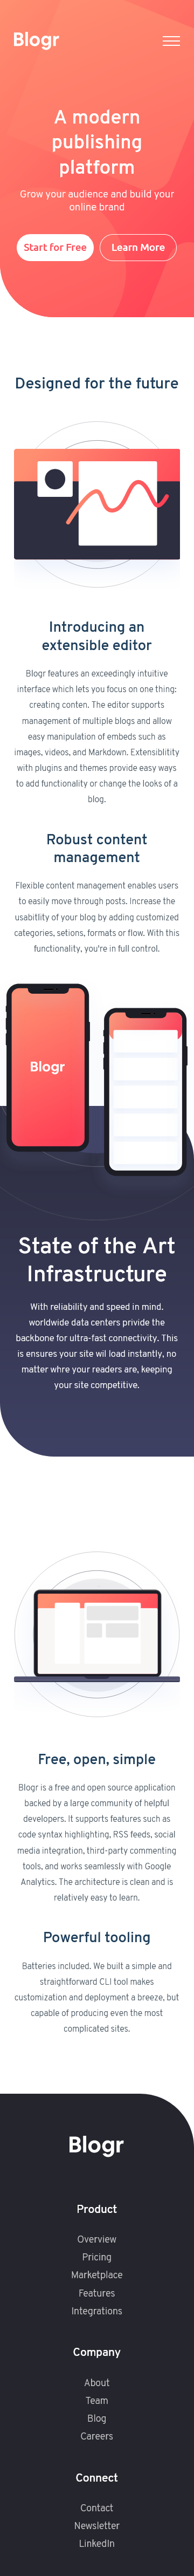 Blogr
A modern
publishing
platform
Grow your audience and build your
online brand
Start for Free
Learn More
Designed for the future
Introducing an
extensible editor
Blogr features an exceedingly intuitive
interface which lets you focus on one thing:
creating conten. The editor supports
management of multiple blogs and allow
easy manipulation of embeds such as
images, videos, and Markdown. Extensiblitity
with plugins and themes provide easy ways
to add functionality or change the looks of a
blog.
Robust content
management
Flexible content management enables users
to easily move through posts. Increase the
usabitlity of your blog by adding customized
categories, setions, formats or flow. With this
functionality, you're in full control.
Blogr
State of the Art
Infrastructure
With reliability and speed in mind.
worldwide data centers privide the
backbone for ultra-fast connectivity. This
is ensures your site wil load instantly, no
matter whre your readers are, keeping
your site competitive.
Free, open, simple
Blogr is a free and open source application
backed by a large community of helpful
developers. It supports features such as
code syntax highlighting, RSS feeds, social
media integration, third-party commenting
tools, and works seamlessly with Google
Analytics. The architecture is clean and is
relatively easy to learn.
Powerful tooling
Batteries included. We built a simple and
straightforward CLI tool makes
customization and deployment a breeze, but
capable of producing even the most
complicated sites.
Blogr
Product
Overview
Pricing
Marketplace
Features
Integrations
Company
About
Team
Blog
Careers
Connect
Contact
Newsletter
LinkedIn